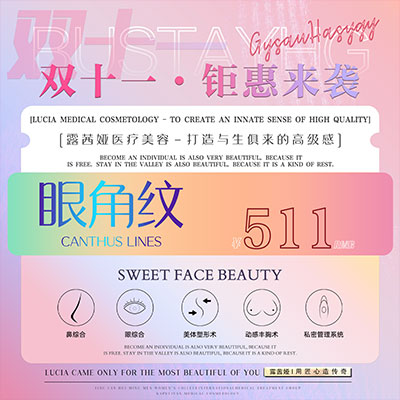 双十一
RHSTAYHG
GysauHasygy
双十一·钜惠来袭
[LUCIA MEDICAL COSMETOLOGY - TO CREATE AN INNATE SENSE OF HIGH QUALITY]
[露茜娅医疗美容-打造与生俱来的高级感]
BECOME AN INDIVIDUAL IS ALSO VERY BEAUTIFUL, BECAUSE IT
IS FREE. STAY IN THE VALLEY IS ALSO BEAUTIFUL, BECAUSE IT IS A KIND OF REST.
眼角纹
CANTHUS LINES
¥511
SWEET FACE BEAUTY
鼻综合 眼综合 美体型形术 动感丰胸术 私密管理系统
BECOME AN INDIVIDUAL IS ALSO VERY BEAUTIFUL, BECAUSE IT
IS FREE. STAY IN THE VALLEY IS ALSO BEAUTIFUL, BECAUSE IT IS A KIND OF REST.
LUCIA CAME ONLY FOR THE MOST BEAUTIFUL OF YOU 露茜娅|用匠心造传奇